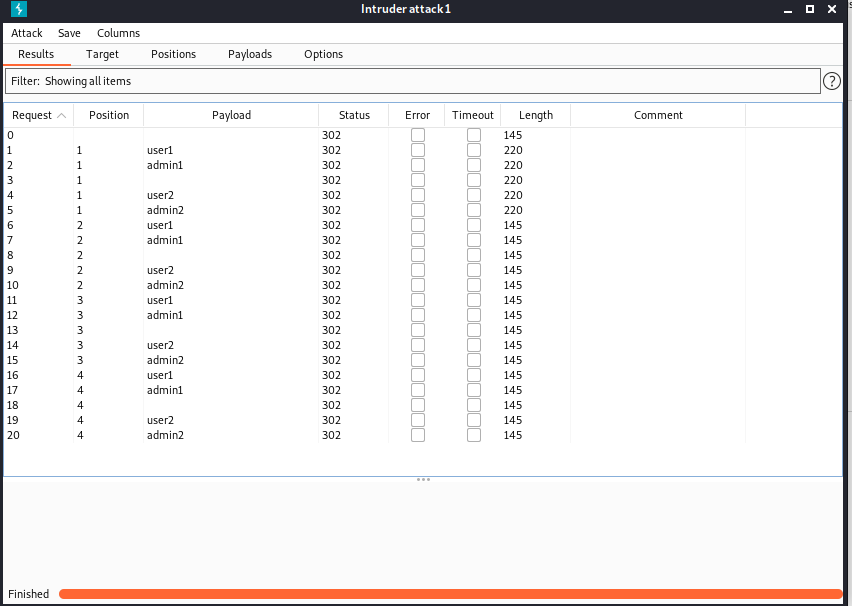 Intruder attack1
Attack Save Columns
Results Target Positions Payloads Options
Filter: Showing all items ?
Request Position Payload Status Error Timeout Length Comment
0 302 145
1 1 user1 302 220
2 1 admin1 302 220
3 1 302 220
4 1 user2 302 220
5 1 admin2 302 220
6 2 user1 302 145
7 2 admin1 302 145
8 2 302 145
9 2 user2 302 145
10 2 admin2 302 145
11 3 user1 302 145
12 3 admin1 302 145
13 3 302 145
14 3 user2 302 145
15 3 admin2 302 145
16 4 user1 302 145
17 4 admin1 302 145
18 4 302 145
19 4 user2 302 145
20 4 admin2 302 145
Finished